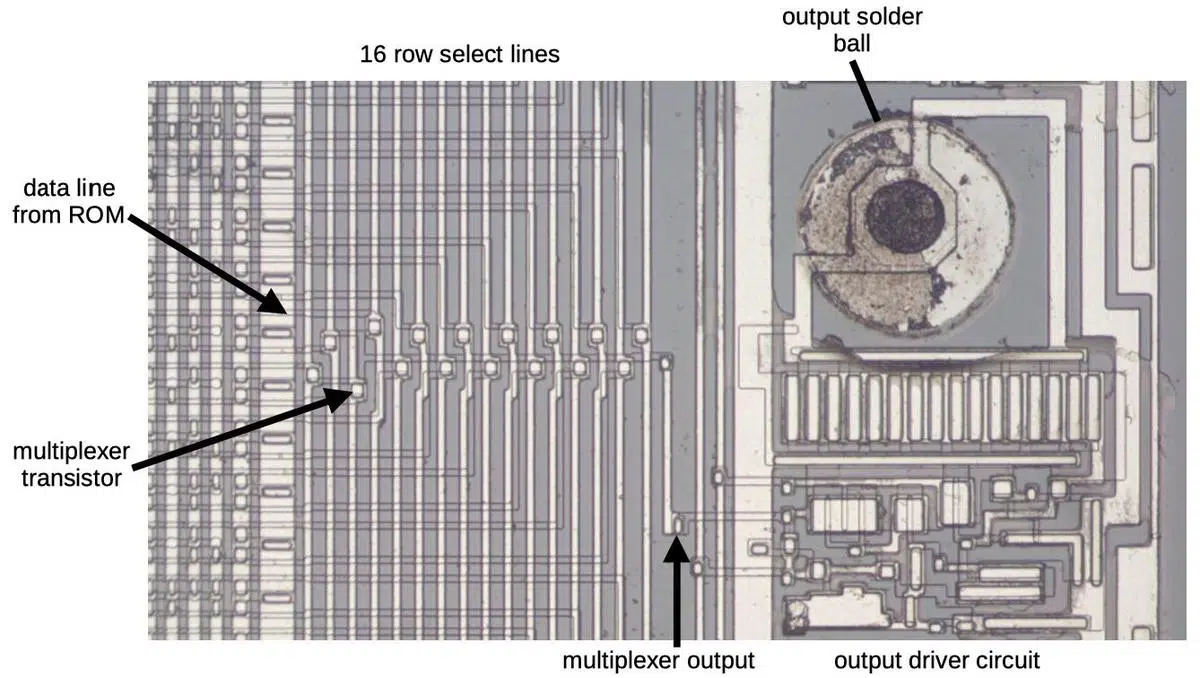 output solder
ball
16 row select lines
data line
from ROM
multiplexer
transistor
multiplexer output
output driver circuit